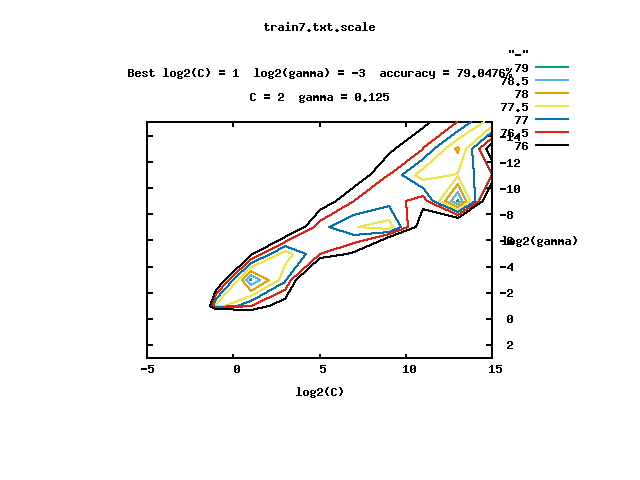 train7.txt.scale
"-"
Best log2(C) = 1 log2(gamma) = -3 accuracy = 79.0476%
C = 2 gamma = 0.125
79
78.5
78
77.5
77
76.5
76
-14
-12
-10
-8
-6
log2(gamma)
-4
-2
0
2
-5 0 5 10 15
log2(C)